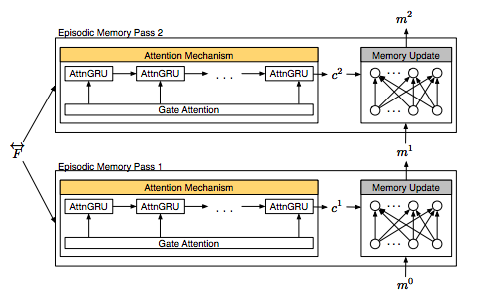 m²
Episodic Memory Pass 2
Attention Mechanism
Memory Update
AttnGRU
AttnGRU
. . .
AttnGRU
c²
. . .
Gate Attention
. . .
F⃡
m¹
Episodic Memory Pass 1
Attention Mechanism
Memory Update
AttnGRU
AttnGRU
. . .
AttnGRU
c¹
. . .
Gate Attention
. . .
m⁰